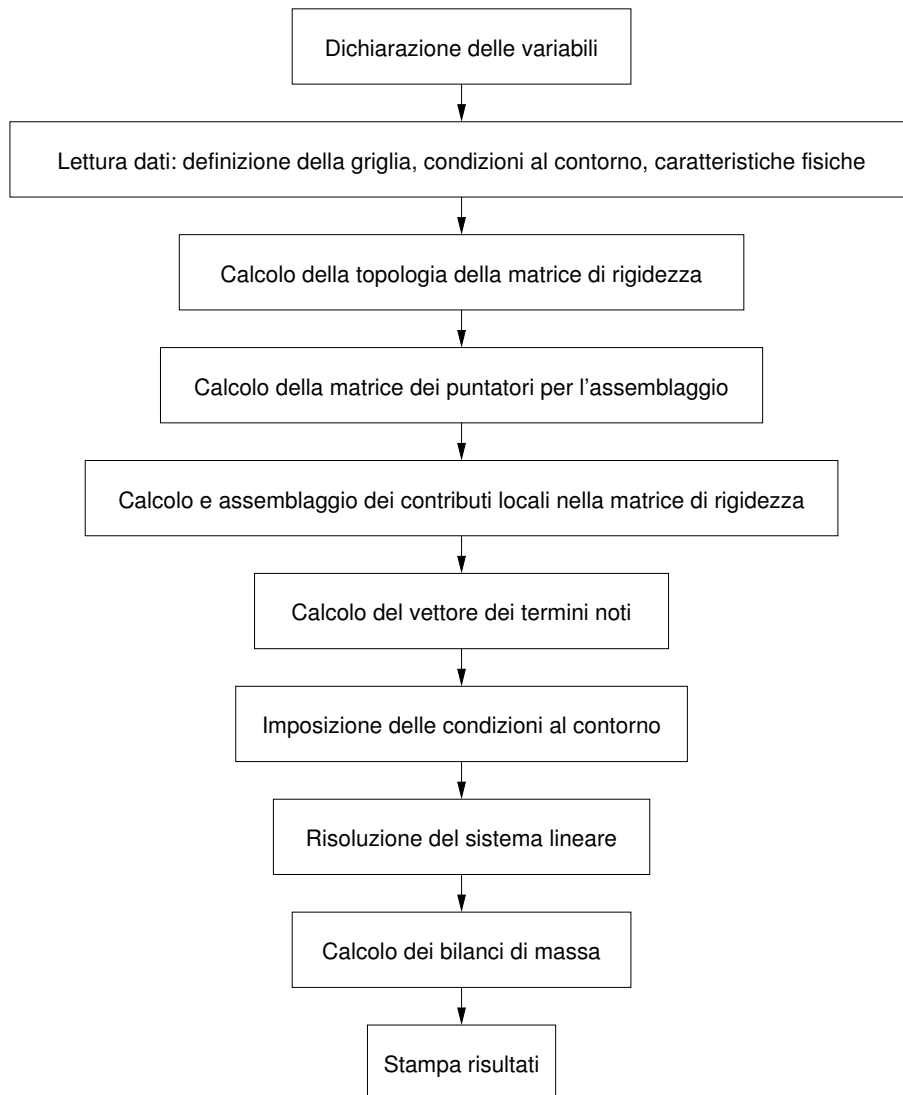 Dichiarazione delle variabili
Lettura dati: definizione della griglia, condizioni al contorno, caratteristiche fisiche
Calcolo della topologia della matrice di rigidezza
Calcolo della matrice dei puntatori per l'assemblaggio
Calcolo e assemblaggio dei contributi locali nella matrice di rigidezza
Calcolo del vettore dei termini noti
Imposizione delle condizioni al contorno
Risoluzione del sistema lineare
Calcolo dei bilanci di massa
Stampa risultati